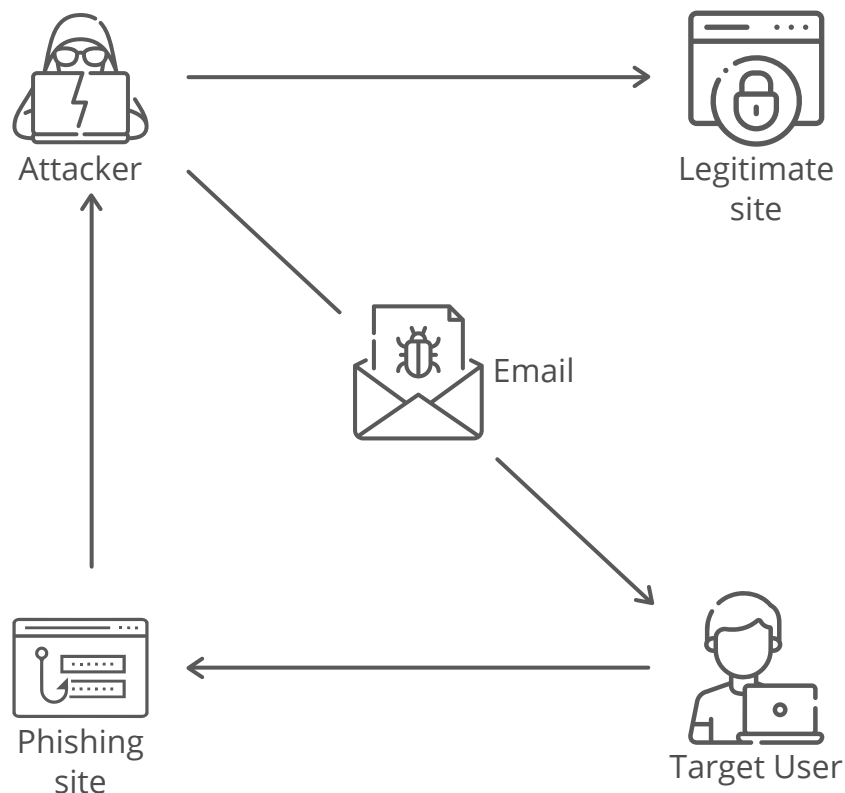 Attacker
Legitimate
site
Email
Phishing
site
Target User